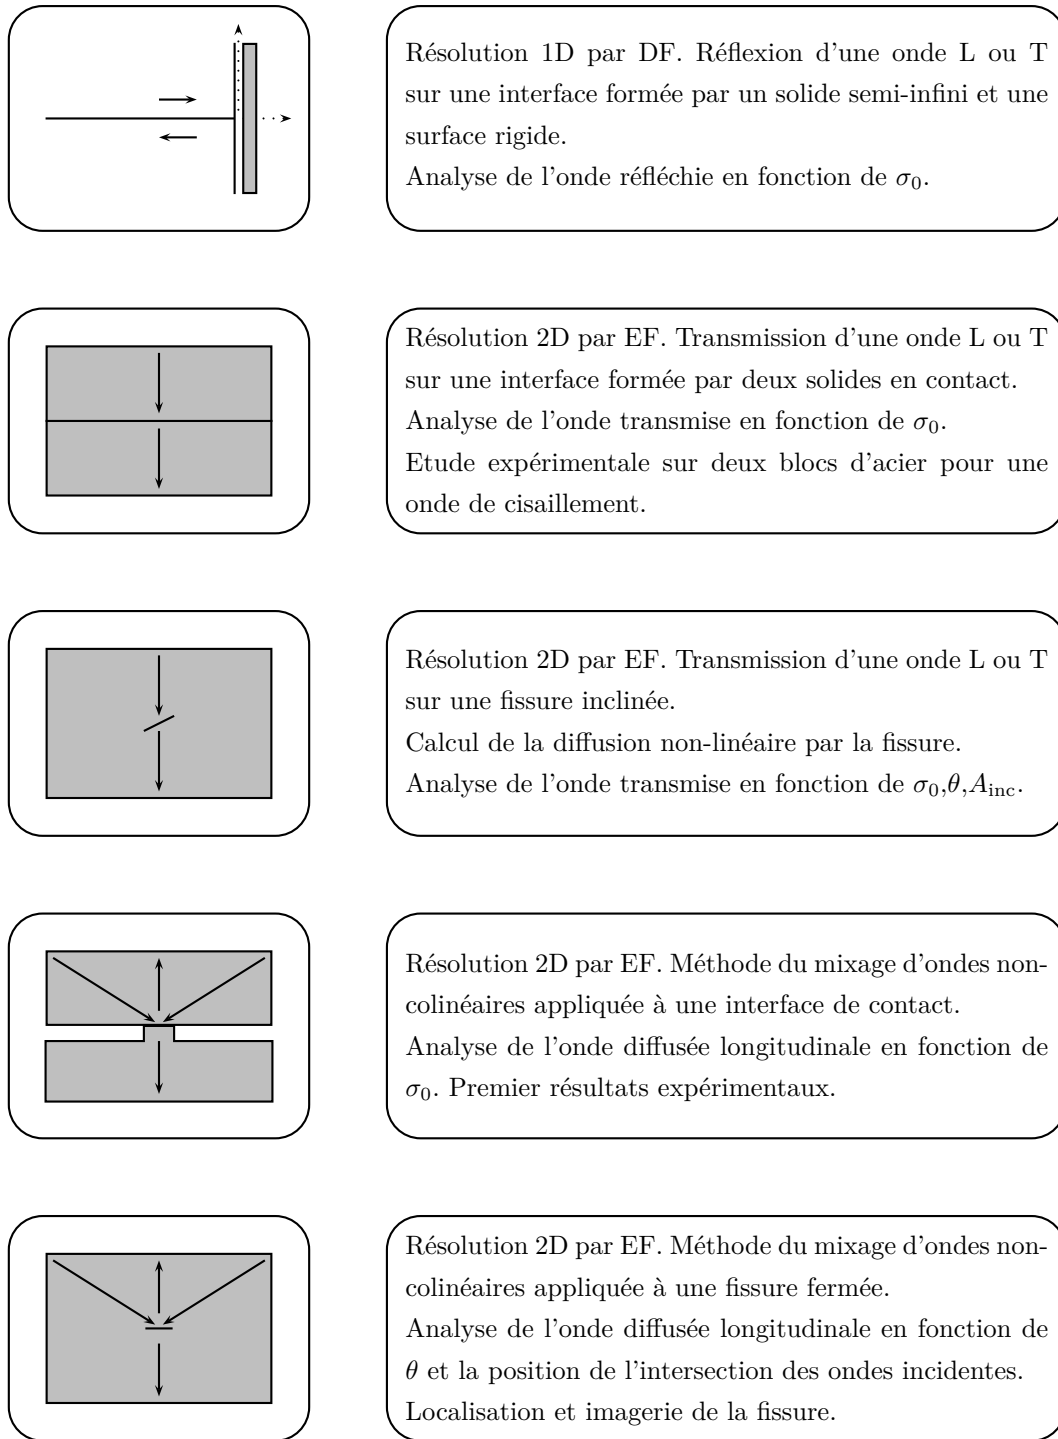 Résolution 1D par DF. Réflexion d'une onde L ou T
sur une interface formée par un solide semi-infini et une
surface rigide.
Analyse de l'onde réfléchie en fonction de σ₀.
Résolution 2D par EF. Transmission d'une onde L ou T
sur une interface formée par deux solides en contact.
Analyse de l'onde transmise en fonction de σ₀.
Etude expérimentale sur deux blocs d'acier pour une
onde de cisaillement.
Résolution 2D par EF. Transmission d'une onde L ou T
sur une fissure inclinée.
Calcul de la diffusion non-linéaire par la fissure.
Analyse de l'onde transmise en fonction de σ₀,θ,A_inc.
Résolution 2D par EF. Méthode du mixage d'ondes non-
colinéaires appliquée à une interface de contact.
Analyse de l'onde diffusée longitudinale en fonction de
σ₀. Premier résultats expérimentaux.
Résolution 2D par EF. Méthode du mixage d'ondes non-
colinéaires appliquée à une fissure fermée.
Analyse de l'onde diffusée longitudinale en fonction de
θ et la position de l'intersection des ondes incidentes.
Localisation et imagerie de la fissure.